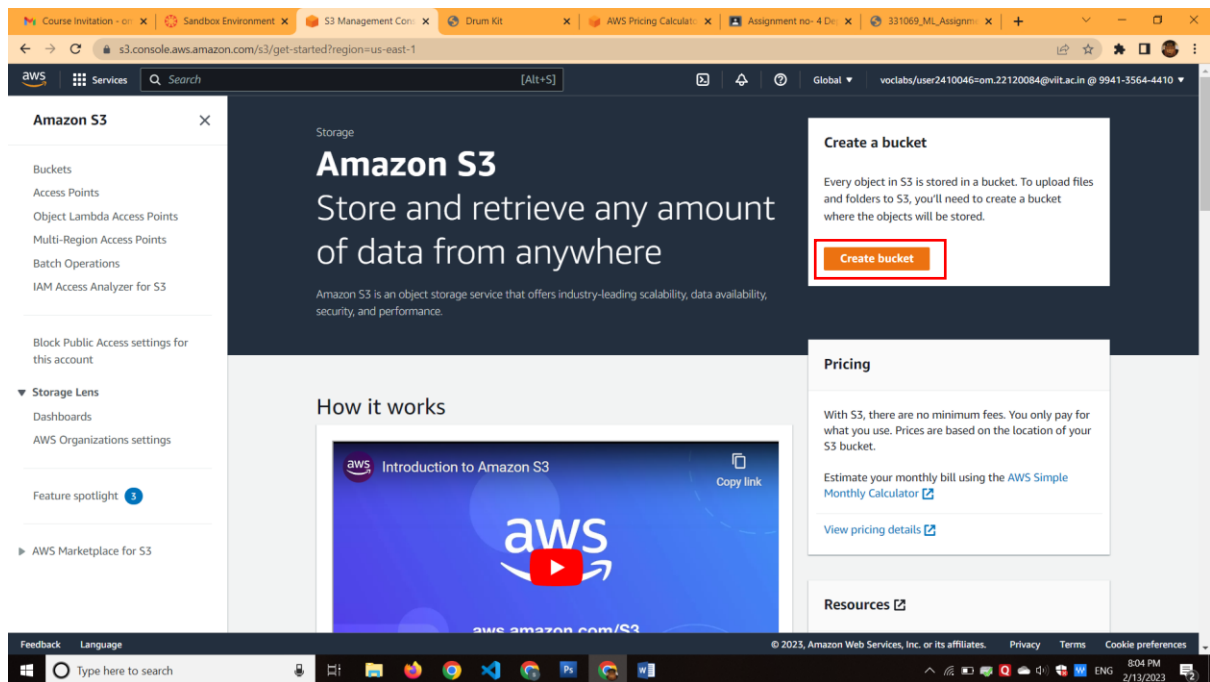 Course Invitation - on
Sandbox Environment
S3 Management Con
Drum Kit
AWS Pricing Calculato
Assignment no- 4 De
331069_ML_Assignme
s3.console.aws.amazon.com/s3/get-started?region=us-east-1
aws
Services
Search
[Alt+S]
Global
voclabs/user2410046=om.22120084@viit.ac.in @ 9941-3564-4410
Amazon S3
Buckets
Access Points
Object Lambda Access Points
Multi-Region Access Points
Batch Operations
IAM Access Analyzer for S3
Block Public Access settings for
this account
Storage Lens
Dashboards
AWS Organizations settings
Feature spotlight 3
AWS Marketplace for S3
Storage
Amazon S3
Store and retrieve any amount
of data from anywhere
Amazon S3 is an object storage service that offers industry-leading scalability, data availability,
security, and performance.
Create a bucket
Every object in S3 is stored in a bucket. To upload files
and folders to S3, you'll need to create a bucket
where the objects will be stored.
Create bucket
How it works
aws
Introduction to Amazon S3
Copy link
aws
aws.amazon.com/S3
Pricing
With S3, there are no minimum fees. You only pay for
what you use. Prices are based on the location of your
S3 bucket.
Estimate your monthly bill using the AWS Simple
Monthly Calculator
View pricing details
Resources
Feedback
Language
© 2023, Amazon Web Services, Inc. or its affiliates.
Privacy
Terms
Cookie preferences
Type here to search
Ps
ENG
8:04 PM
2/13/2023
2